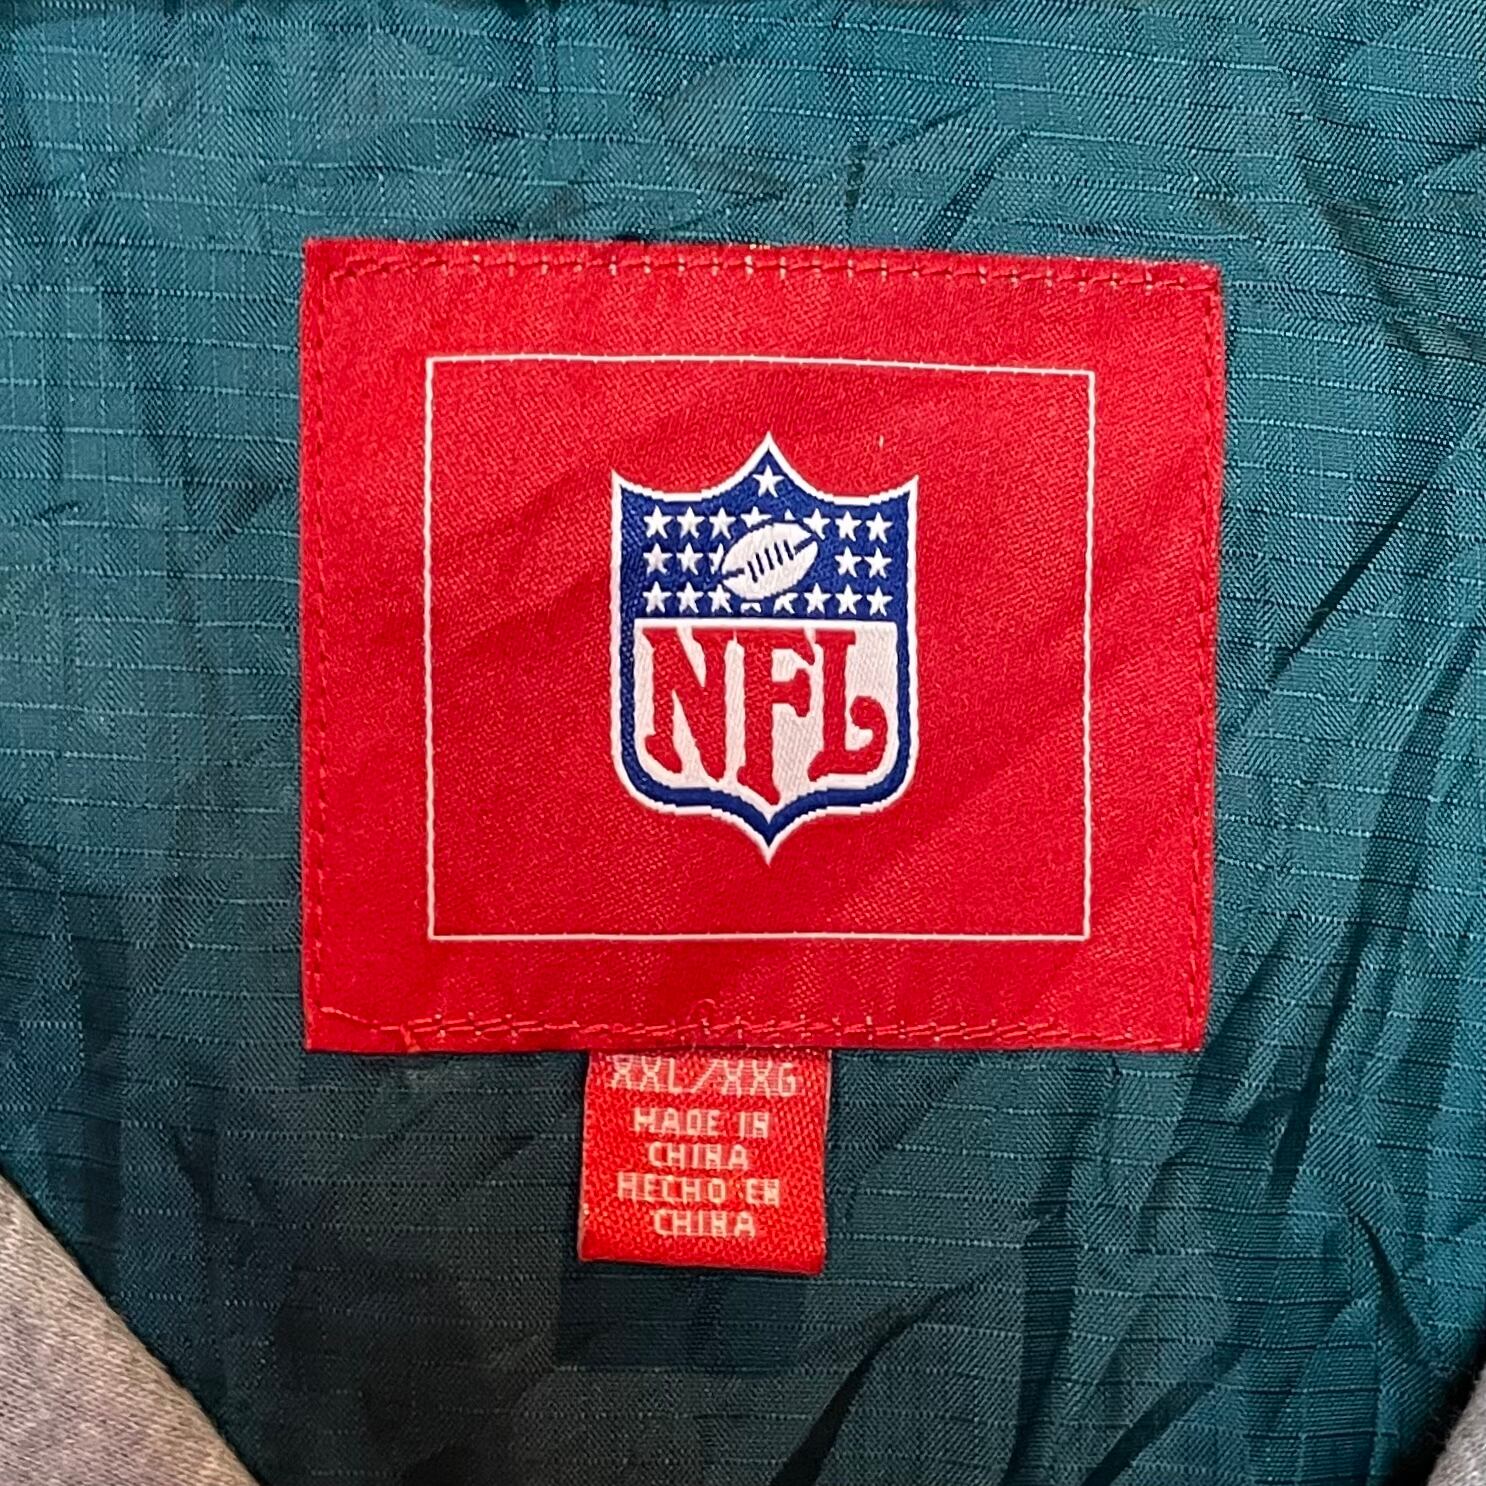 NFL
XXL/XXG
MADE IN
CHINA
HECHO EN
CHINA